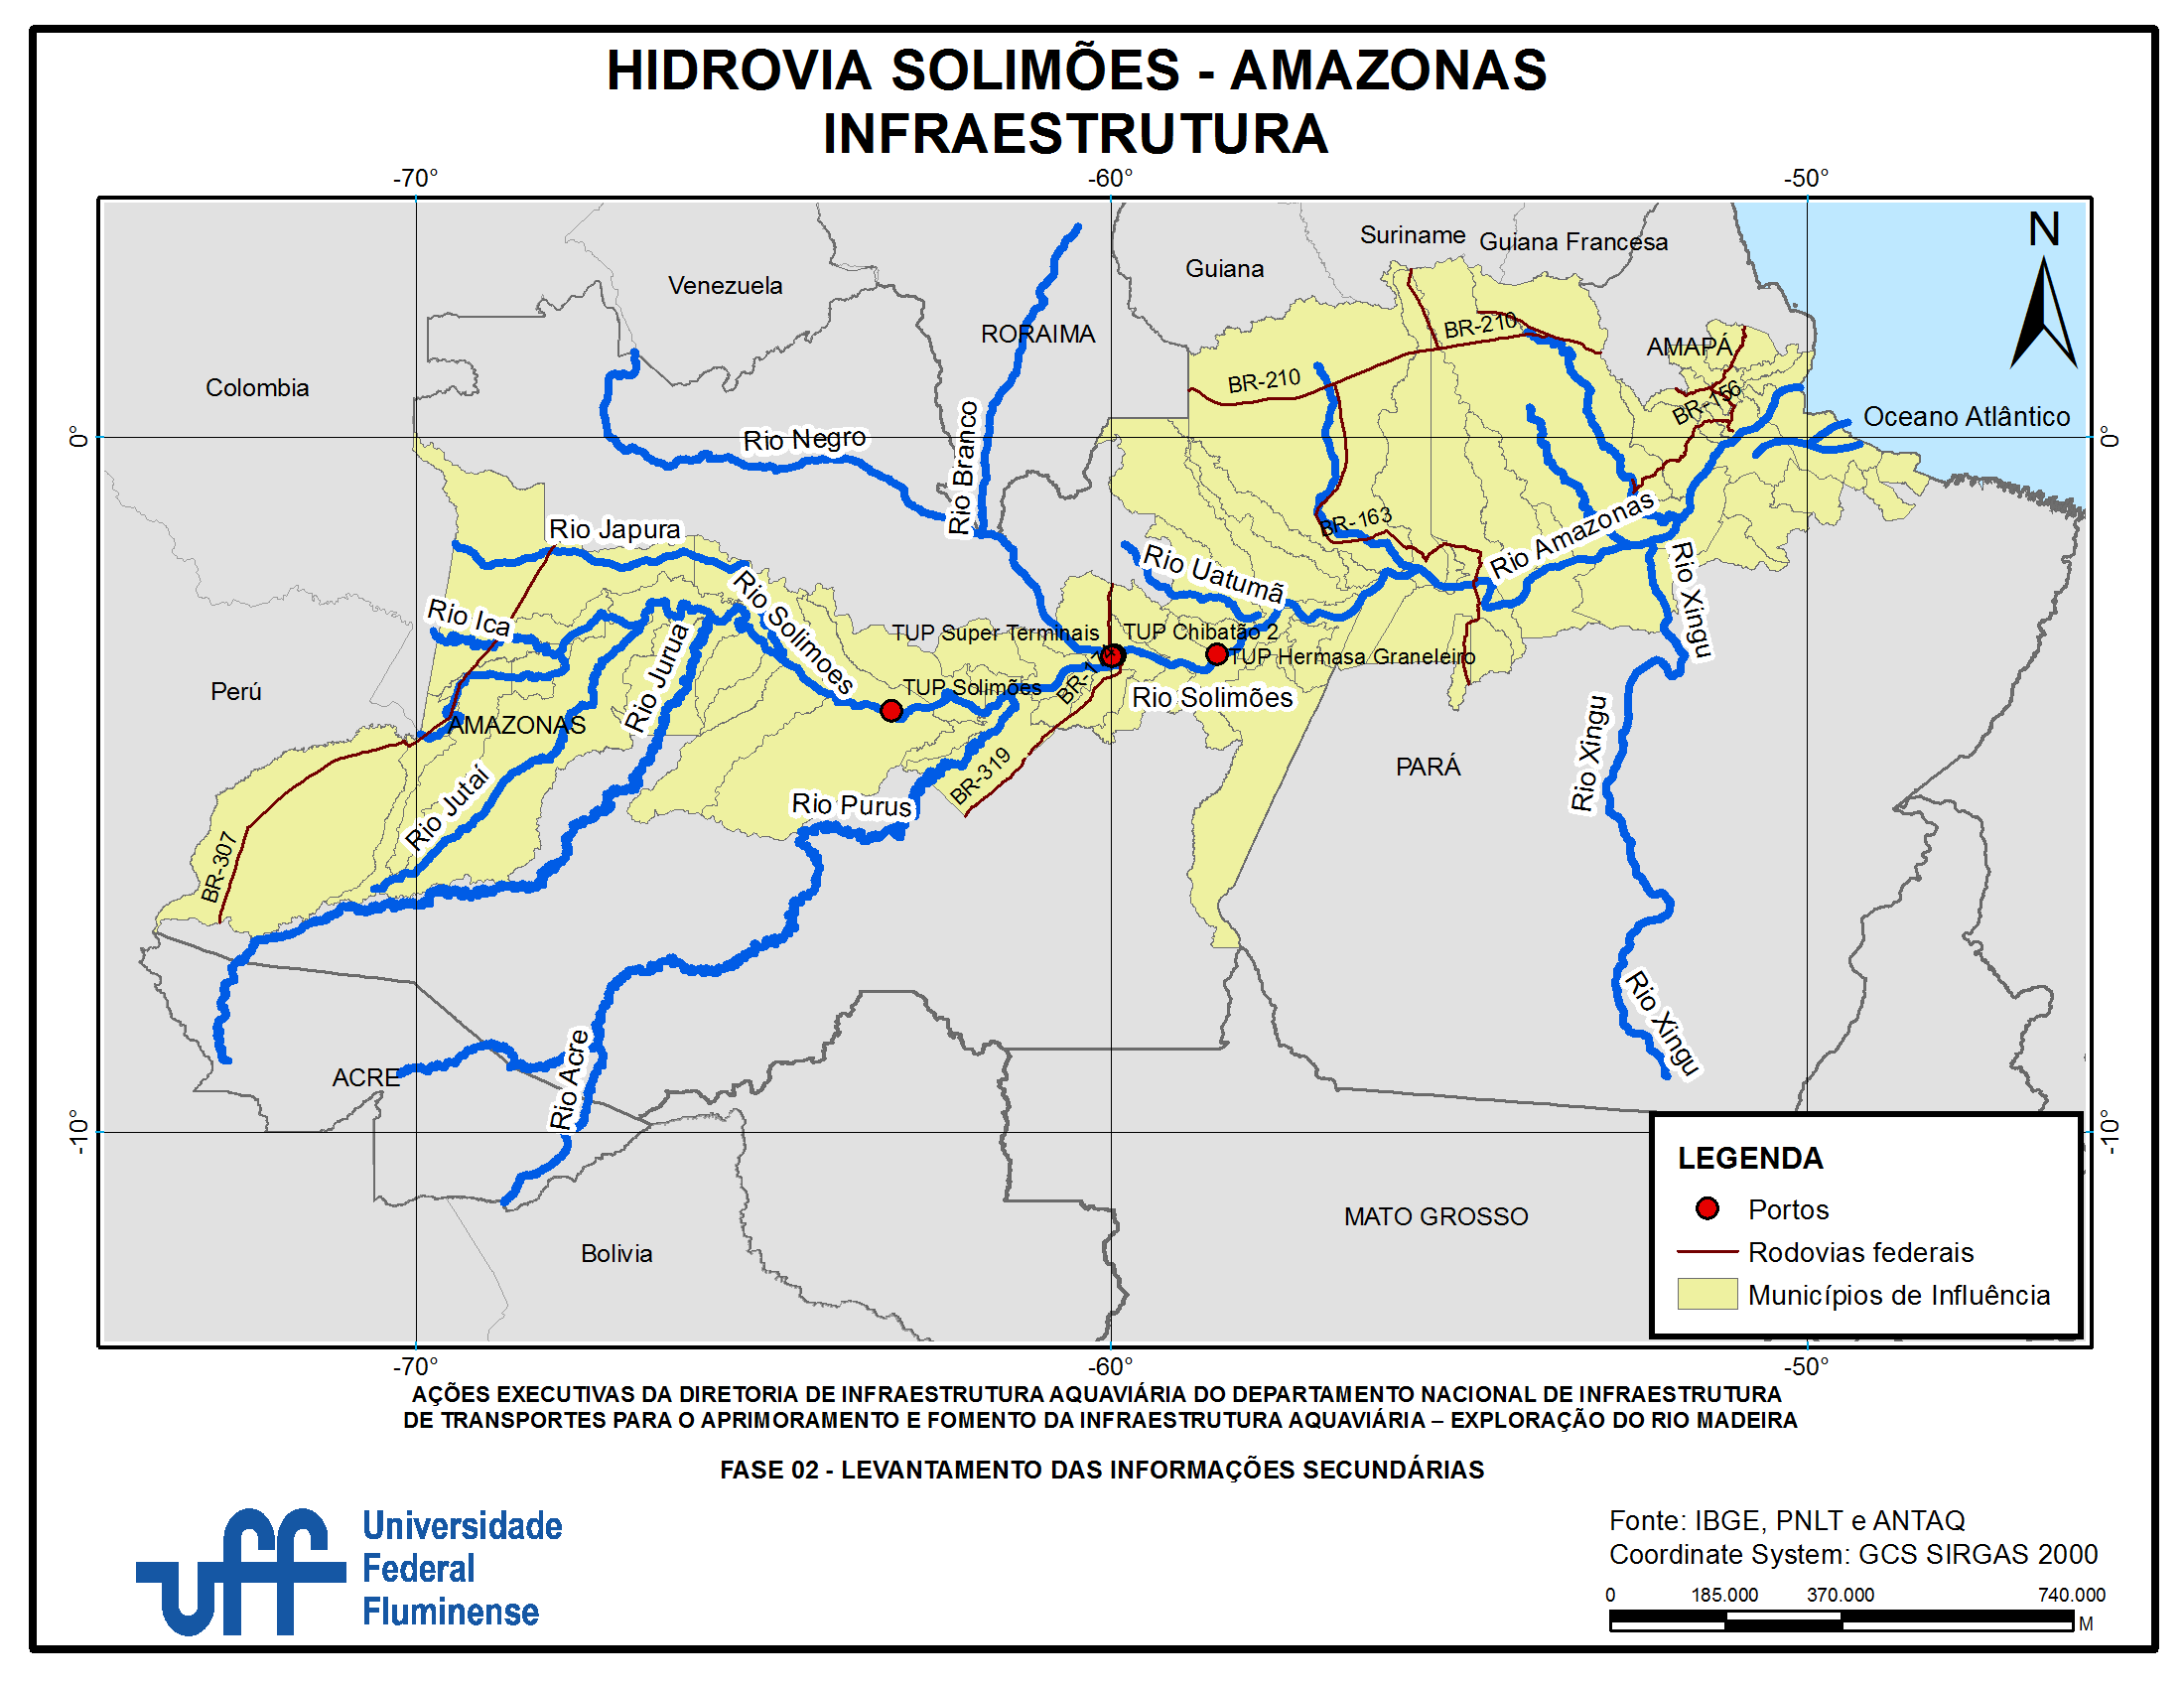 HIDROVIA SOLIMÕES - AMAZONAS
INFRAESTRUTURA
-70°
-60°
-50°
N
Suriname
Guiana Francesa
Guiana
Venezuela
RORAIMA
BR-210
AMAPÁ
Colombia
BR-210
BR-156
Oceano Atlântico
0°
0°
Rio Negro
Rio Branco
Rio Japura
BR-163
Rio Amazonas
Rio Uatumã
Rio Solimoes
Rio Xingu
Rio Ica
Rio Jurua
TUP Super Terminais
TUP Chibatão 2
TUP Hermasa Graneleiro
BR-174
Perú
TUP Solimões
Rio Solimões
AMAZONAS
Rio Xingu
PARÁ
Rio Jutaí
BR-319
Rio Purus
BR-307
Rio Xingu
ACRE
Rio Acre
-10°
-10°
LEGENDA
Portos
Rodovias federais
Municípios de Influência
MATO GROSSO
Bolivia
-70°
-60°
-50°
AÇÕES EXECUTIVAS DA DIRETORIA DE INFRAESTRUTURA AQUAVIÁRIA DO DEPARTAMENTO NACIONAL DE INFRAESTRUTURA
DE TRANSPORTES PARA O APRIMORAMENTO E FOMENTO DA INFRAESTRUTURA AQUAVIÁRIA – EXPLORAÇÃO DO RIO MADEIRA
FASE 02 - LEVANTAMENTO DAS INFORMAÇÕES SECUNDÁRIAS
uff
Universidade
Federal
Fluminense
Fonte: IBGE, PNLT e ANTAQ
Coordinate System: GCS SIRGAS 2000
0 185.000 370.000 740.000
M